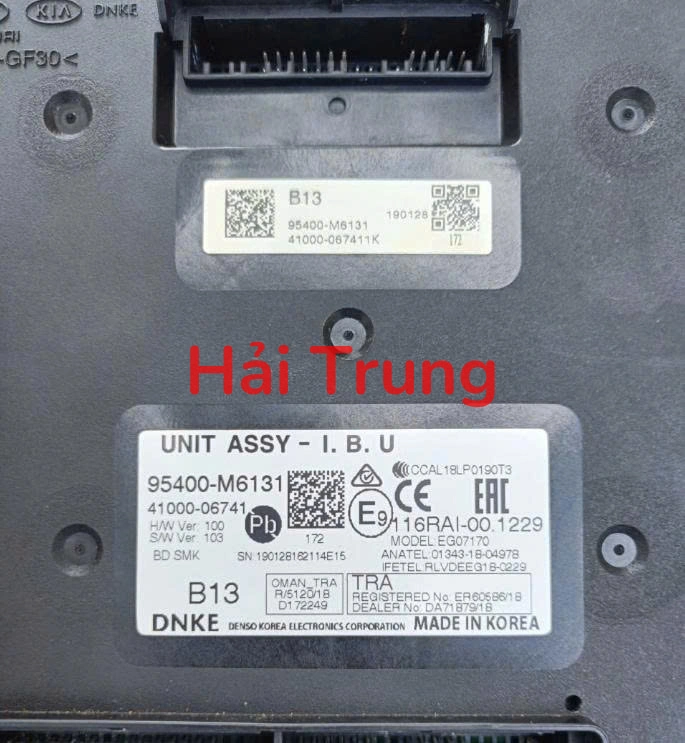 KIA DNKE
-GF30<
B13
190128
95400-M6131
41000-067411K
172
Hải Trung
UNIT ASSY - I. B. U
95400-M6131
CCAL18LP0190T3
41000-06741
Pb
CE
EAC
H/W Ver: 100
S/W Ver: 103
172
E9
116RAI-00.1229
MODEL: EG07170
BD SMK
SN: 190128162114E15
ANATEL: 01343-18-04978
IFETEL: RLVDEEG18-0229
B13
OMAN_TRA
R/5120/18
D172249
TRA
REGISTERED No: ER60586/18
DEALER No: DA71879/18
DNKE DENSO KOREA ELECTRONICS CORPORATION MADE IN KOREA